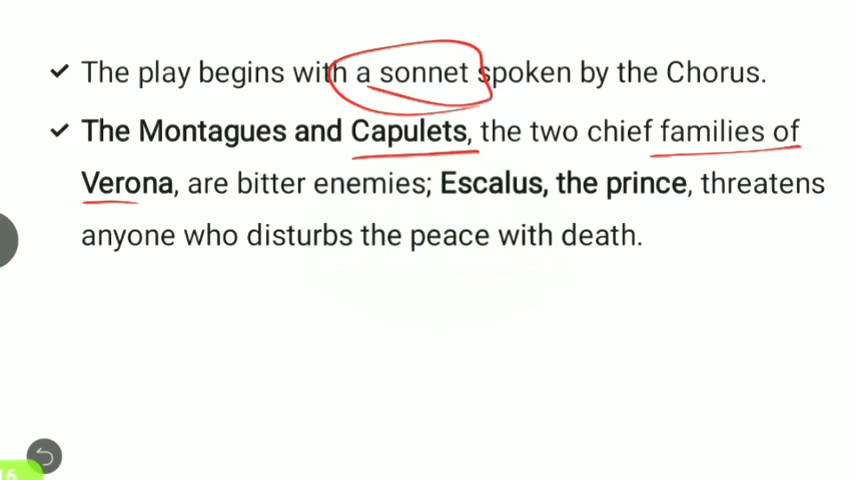 ✓ The play begins with a sonnet spoken by the Chorus.
✓ The Montagues and Capulets, the two chief families of
Verona, are bitter enemies; Escalus, the prince, threatens
anyone who disturbs the peace with death.
16